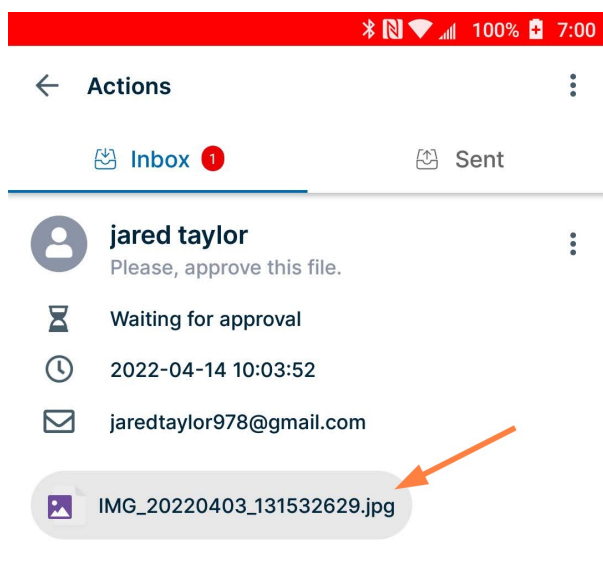 100% 7:00
Actions
Inbox 1 Sent
jared taylor
Please, approve this file.
Waiting for approval
2022-04-14 10:03:52
jaredtaylor978@gmail.com
IMG_20220403_131532629.jpg